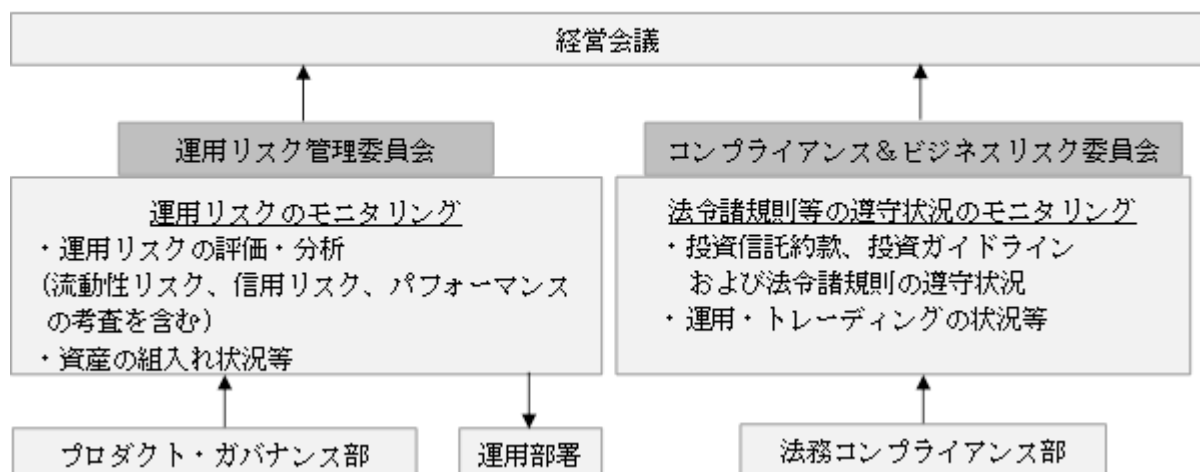 経営会議
運用リスク管理委員会
運用リスクのモニタリング
・運用リスクの評価・分析
(流動性リスク、信用リスク、パフォーマンス
の考査を含む)
・資産の組入れ状況等
コンプライアンス＆ビジネスリスク委員会
法令諸規則等の遵守状況のモニタリング
・投資信託約款、投資ガイドライン
および法令諸規則の遵守状況
・運用・トレーディングの状況等
プロダクト・ガバナンス部
運用部署
法務コンプライアンス部